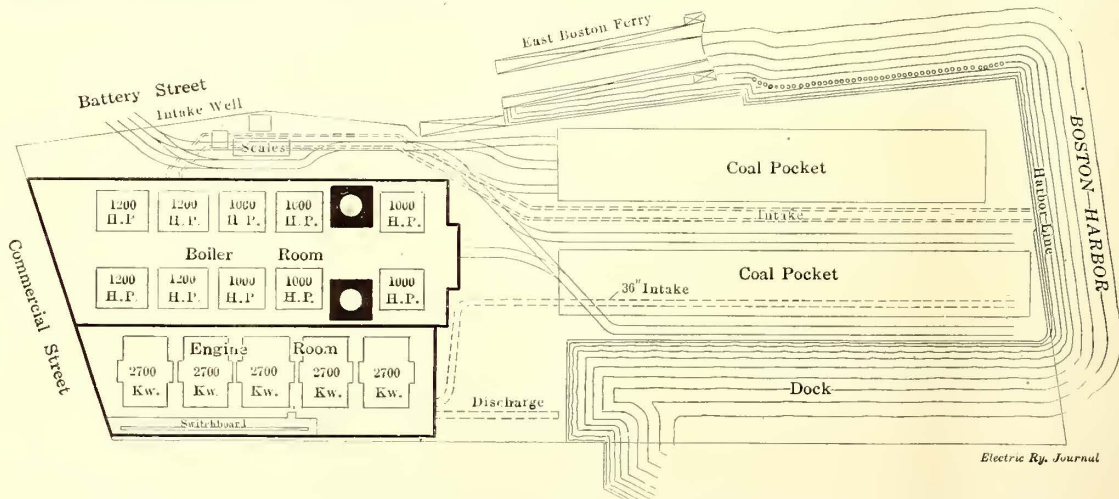 East Boston Ferry
Battery Street
Intake Well
Scales
Coal Pocket
Intake
Harbor Line
BOSTON HARBOR
1200 H.P.
1200 H.P.
1000 H.P.
1000 H.P.
1000 H.P.
Boiler Room
1200 H.P.
1200 H.P.
1000 H.P.
1000 H.P.
1000 H.P.
Commercial Street
Coal Pocket
36" Intake
Engine Room
2700 Kw.
2700 Kw.
2700 Kw.
2700 Kw.
2700 Kw.
Switchboard
Discharge
Dock
Electric Ry. Journal